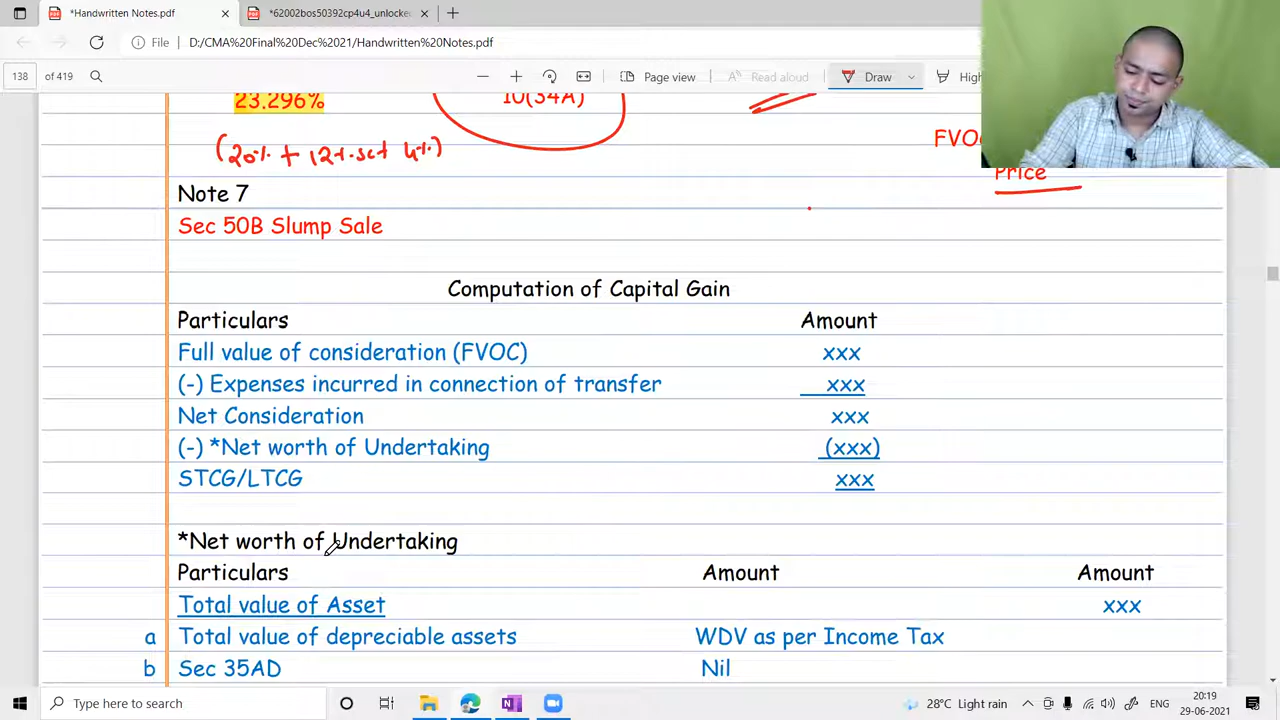 *Handwritten Notes.pdf
*62002bos50392cp4u4_unlocke
File
D:/CMA%20Final%20Dec%2021/Handwritten%20Notes.pdf
138 of 419
Page view
Read aloud
Draw
High
23.296%
10(34A)
(20% + 12%.sct 4%)
FVO
Price
Note 7
Sec 50B Slump Sale
Computation of Capital Gain
Particulars Amount
Full value of consideration (FVOC) xxx
(-) Expenses incurred in connection of transfer xxx
Net Consideration xxx
(-) *Net worth of Undertaking (xxx)
STCG/LTCG xxx
*Net worth of Undertaking
Particulars Amount Amount
Total value of Asset xxx
a Total value of depreciable assets WDV as per Income Tax
b Sec 35AD Nil
Type here to search
28°C Light rain
ENG
20:19
29-06-2021